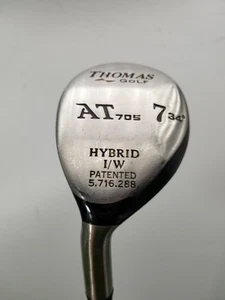 THOMAS
GOLF
AT705 7 34°
HYBRID
I/W
PATENTED
5.716.288